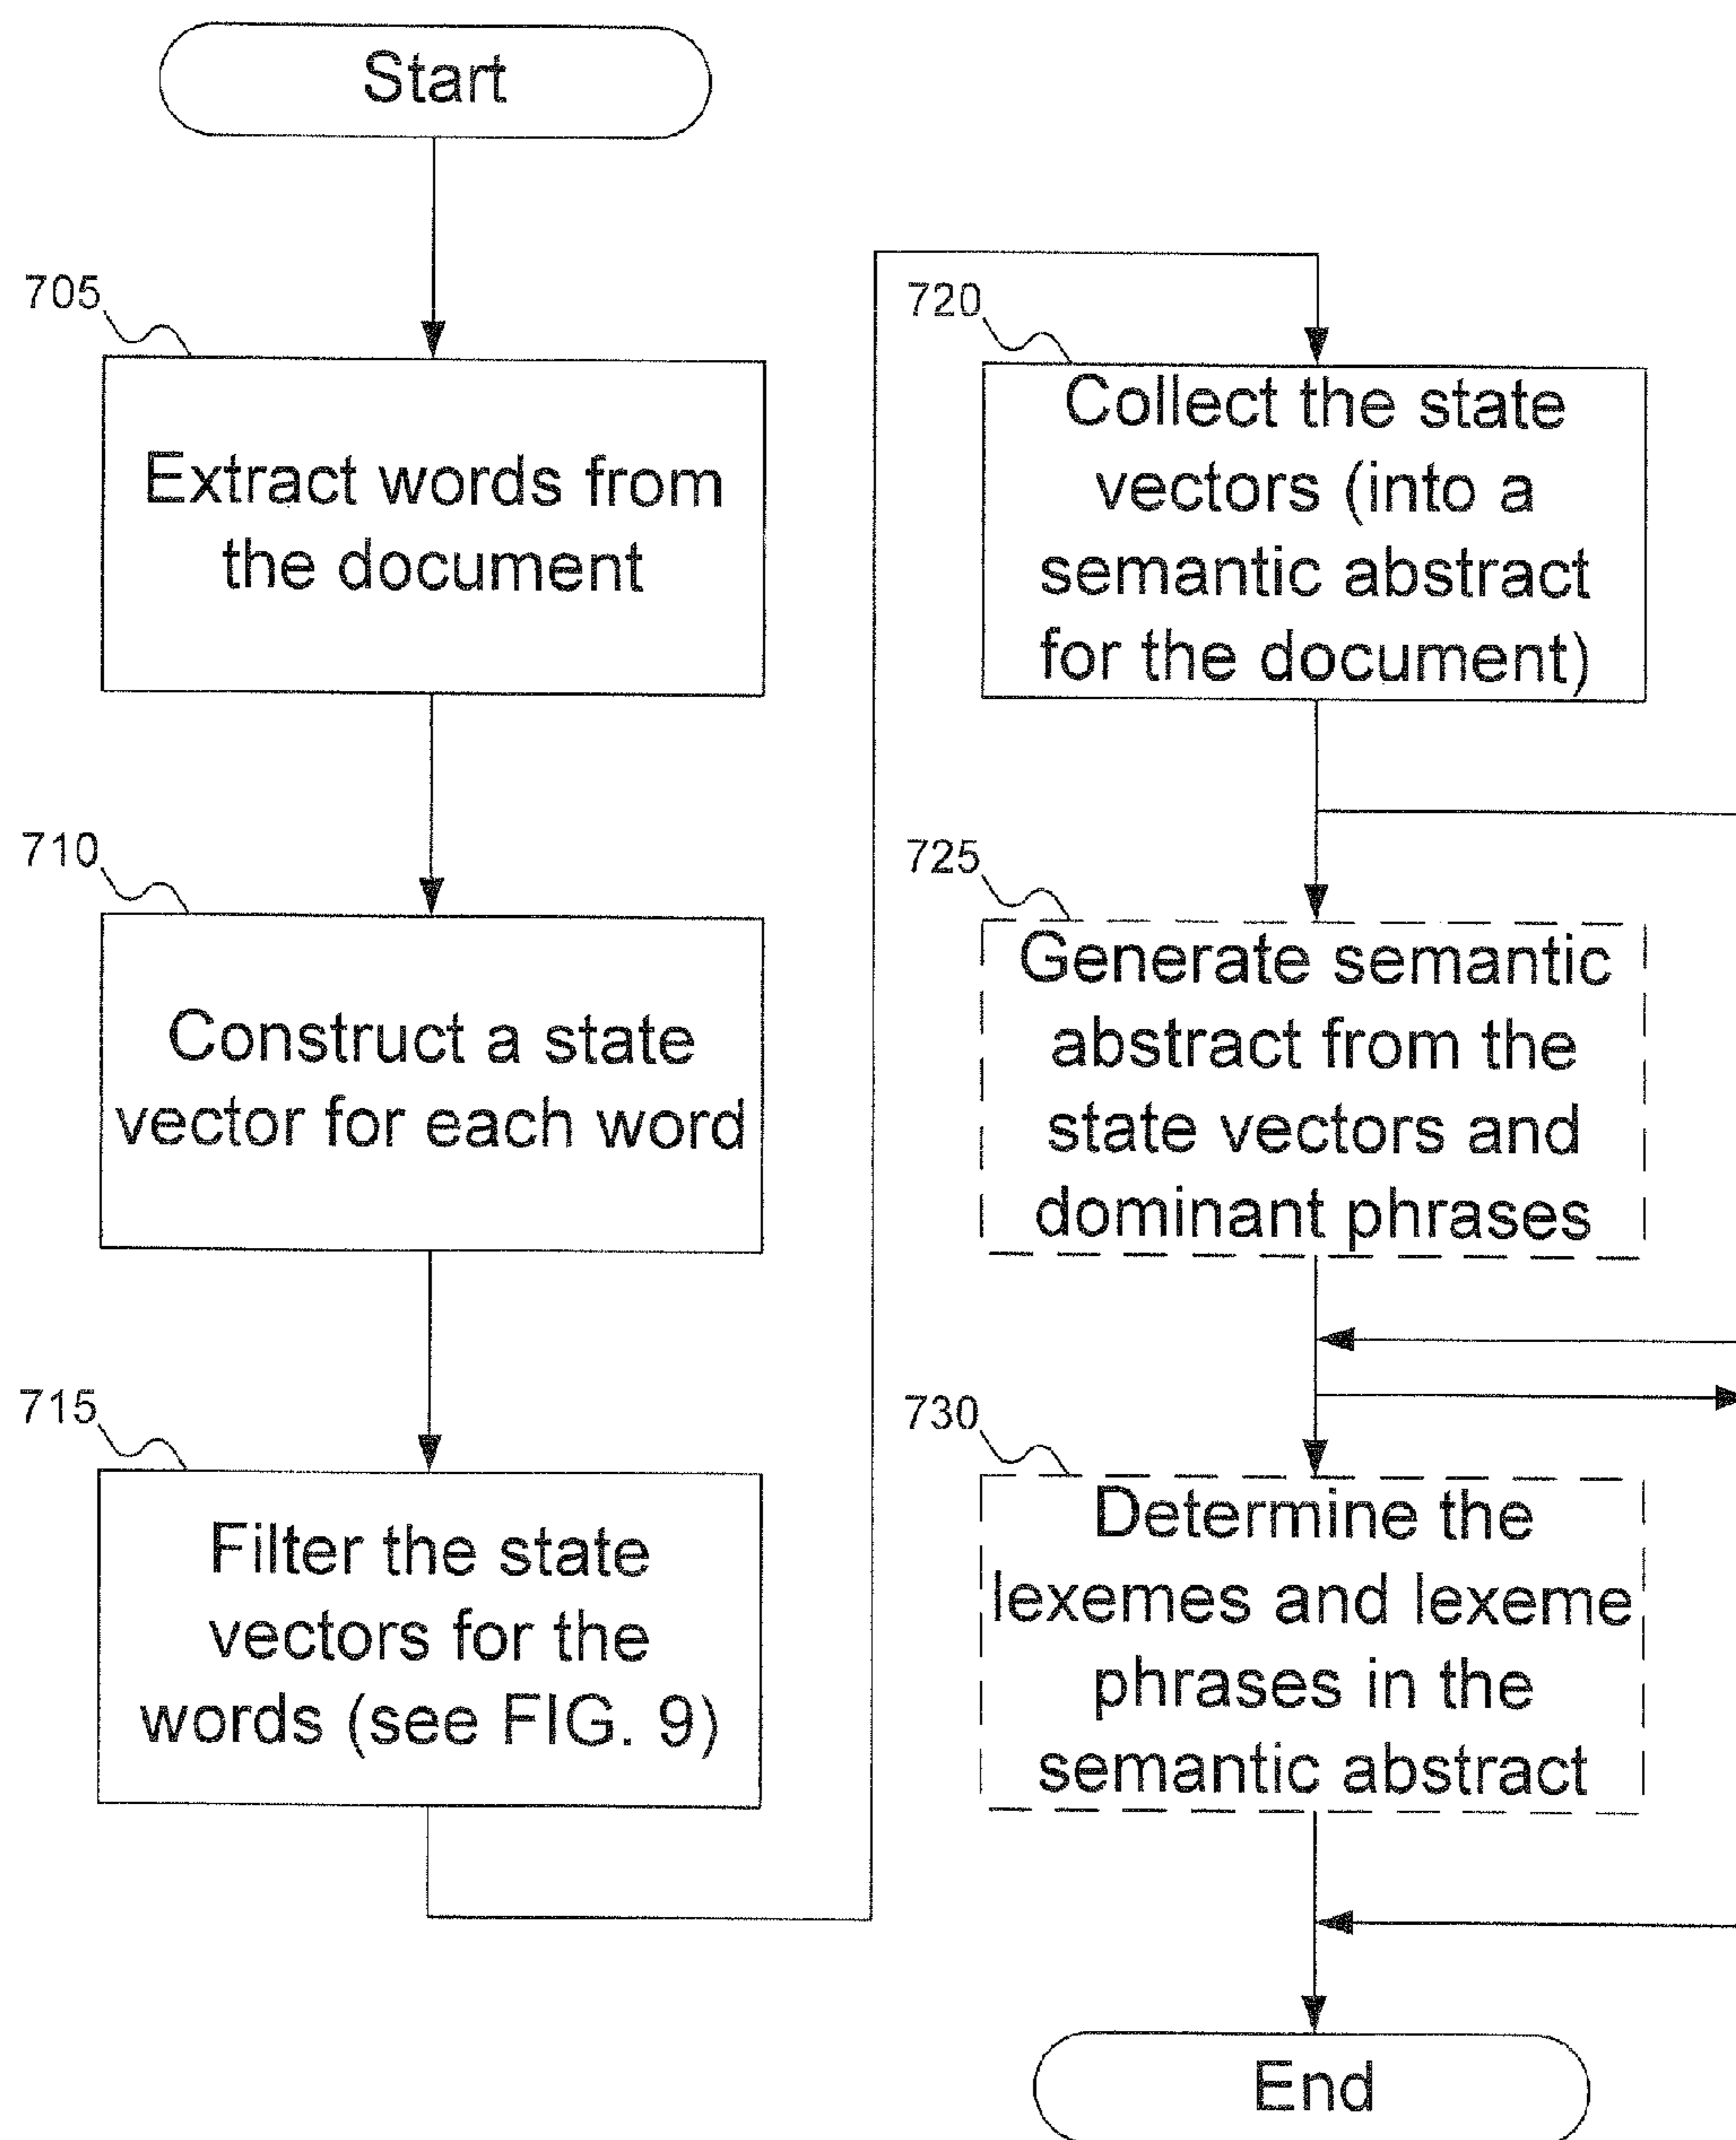 Start
705
Extract words from
the document
710
Construct a state
vector for each word
715
Filter the state
vectors for the
words (see FIG. 9)
720
Collect the state
vectors (into a
semantic abstract
for the document)
725
Generate semantic
abstract from the
state vectors and
dominant phrases
730
Determine the
lexemes and lexeme
phrases in the
semantic abstract
End